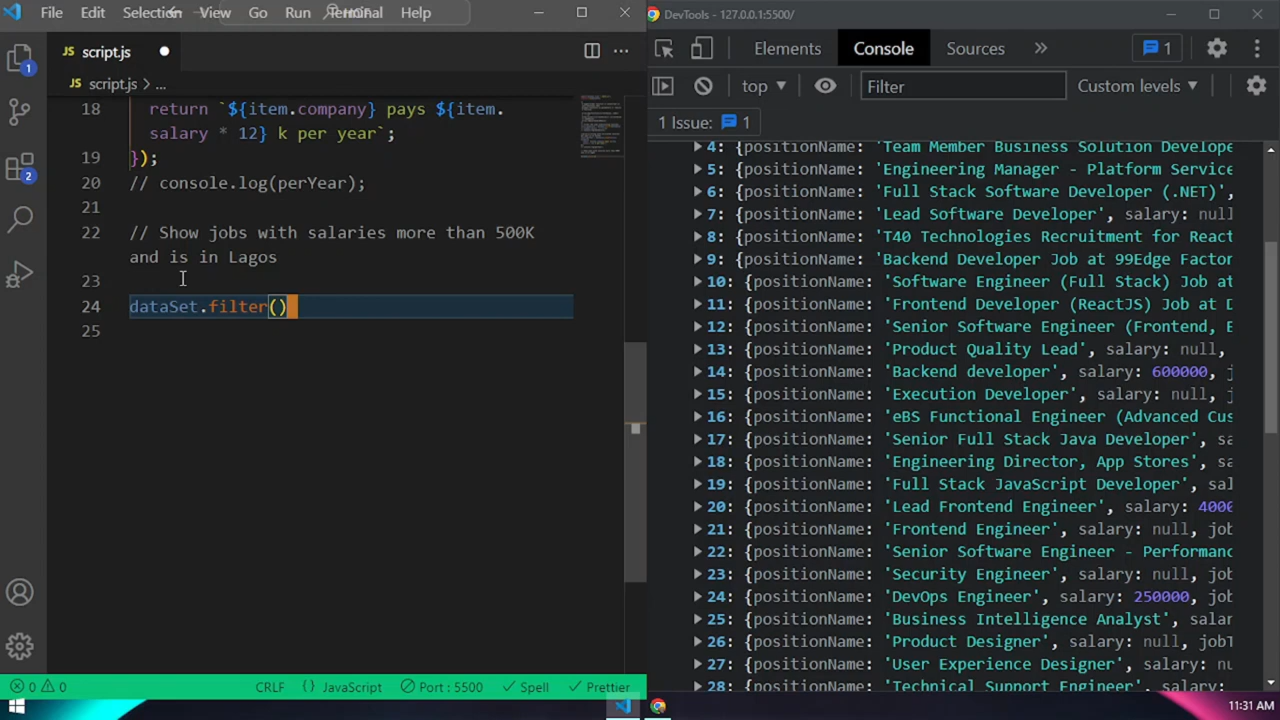 File Edit Selection View Go Run Terminal Help
JS script.js
JS script.js > ...
18 return `${item.company} pays ${item.
salary * 12} k per year`;
19 });
20 // console.log(perYear);
21
22 // Show jobs with salaries more than 500K
and is in Lagos
23
24 dataSet.filter()
25
1
2
0 0 CRLF {} JavaScript Port : 5500 Spell Prettier
DevTools - 127.0.0.1:5500/
Elements Console Sources » 1
top Filter Custom levels
1 Issue: 1
4: {positionName: 'Team Member Business Solution Develope
5: {positionName: 'Engineering Manager - Platform Service
6: {positionName: 'Full Stack Software Developer (.NET)',
7: {positionName: 'Lead Software Developer', salary: null
8: {positionName: 'T40 Technologies Recruitment for React
9: {positionName: 'Backend Developer Job at 99Edge Factor
10: {positionName: 'Software Engineer (Full Stack) Job at
11: {positionName: 'Frontend Developer (ReactJS) Job at D
12: {positionName: 'Senior Software Engineer (Frontend, E
13: {positionName: 'Product Quality Lead', salary: null,
14: {positionName: 'Backend developer', salary: 600000, j
15: {positionName: 'Execution Developer', salary: null, j
16: {positionName: 'eBS Functional Engineer (Advanced Cus
17: {positionName: 'Senior Full Stack Java Developer', sa
18: {positionName: 'Engineering Director, App Stores', sa
19: {positionName: 'Full Stack JavaScript Developer', sal
20: {positionName: 'Lead Frontend Engineer', salary: 4000
21: {positionName: 'Frontend Engineer', salary: null, job
22: {positionName: 'Senior Software Engineer - Performanc
23: {positionName: 'Security Engineer', salary: null, job
24: {positionName: 'DevOps Engineer', salary: 250000, job
25: {positionName: 'Business Intelligence Analyst', salar
26: {positionName: 'Product Designer', salary: null, jobT
27: {positionName: 'User Experience Designer', salary: nu
28: {positionName: 'Technical Support Engineer', salary:
11:31 AM